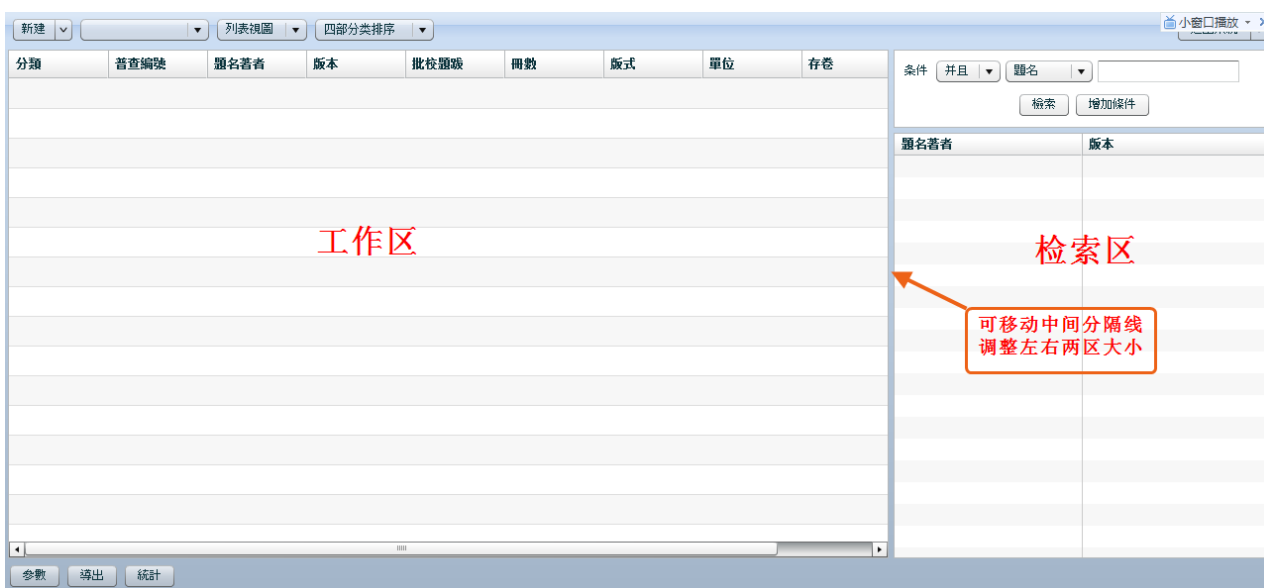 新建 列表視圖 四部分类排序 小窗口播放
分類 普查編號 題名著者 版本 批校題跋 冊數 版式 單位 存卷
条件 并且 題名
檢索 增加條件
題名著者 版本
工作区
检索区
可移动中间分隔线
调整左右两区大小
参數 導出 統計